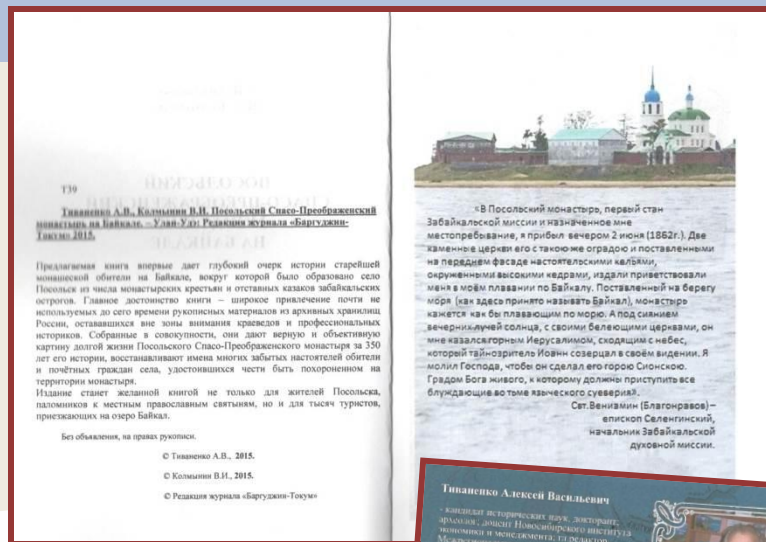 Т39
Тиваненко А.В., Колмынин В.И. Посольский Спасо-Преображенский
монастырь на Байкале. – Улан-Удэ: Редакция журнала «Баргуджин-
Токум» 2015.
Предлагаемая книга впервые дает глубокий очерк истории старейшей
монашеской обители на Байкале, вокруг которой было образовано село
Посольск из числа монастырских крестьян и отставных казаков забайкальских
острогов. Главное достоинство книги – широкое привлечение почти не
используемых до сего времени рукописных материалов из архивных хранилищ
России, остававшихся вне зоны внимания краеведов и профессиональных
историков. Собранные в совокупности, они дают верную и объективную
картину долгой жизни Посольского Спасо-Преображенского монастыря за 350
лет его истории, восстанавливают имена многих забытых настоятелей обители
и почётных граждан села, удостоившихся чести быть похороненном на
территории монастыря.
Издание станет желанной книгой не только для жителей Посольска,
паломников к местным православным святыням, но и для тысяч туристов,
приезжающих на озеро Байкал.
Без объявления, на правах рукописи.
© Тиваненко А.В., 2015.
© Колмынин В.И., 2015.
© Редакция журнала «Баргуджин-Токум»
«В Посольский монастырь, первый стан
Забайкальской миссии и назначенное мне
местопребывание, я прибыл вечером 2 июня (1862г.). Две
каменные церкви его с такою же оградою и поставленными
на переднем фасаде настоятельскими кельями,
окруженными высокими кедрами, издали приветствовали
меня в моём плавании по Байкалу. Поставленный на берегу
моря (как здесь принято называть Байкал), монастырь
кажется как бы плавающим по морю. А под сиянием
вечерних лучей солнца, с своими белеющими церквами, он
мне казался горным Иерусалимом, сходящим с небес,
который тайнозритель Иоанн созерцал в своём видении. Я
молил Господа, чтобы он сделал его горою Сионскою.
Градом Бога живого, к которому должны приступить все
блуждающие во тьме языческого суеверия».
Свт.Вениамин (Благонравов) –
епископ Селенгинский,
начальник Забайкальской
духовной миссии.
Тиваненко Алексей Васильевич
- кандидат исторических наук, докторант,
археолог, доцент Новосибирского института
экономики и менеджмента, гл.редактор